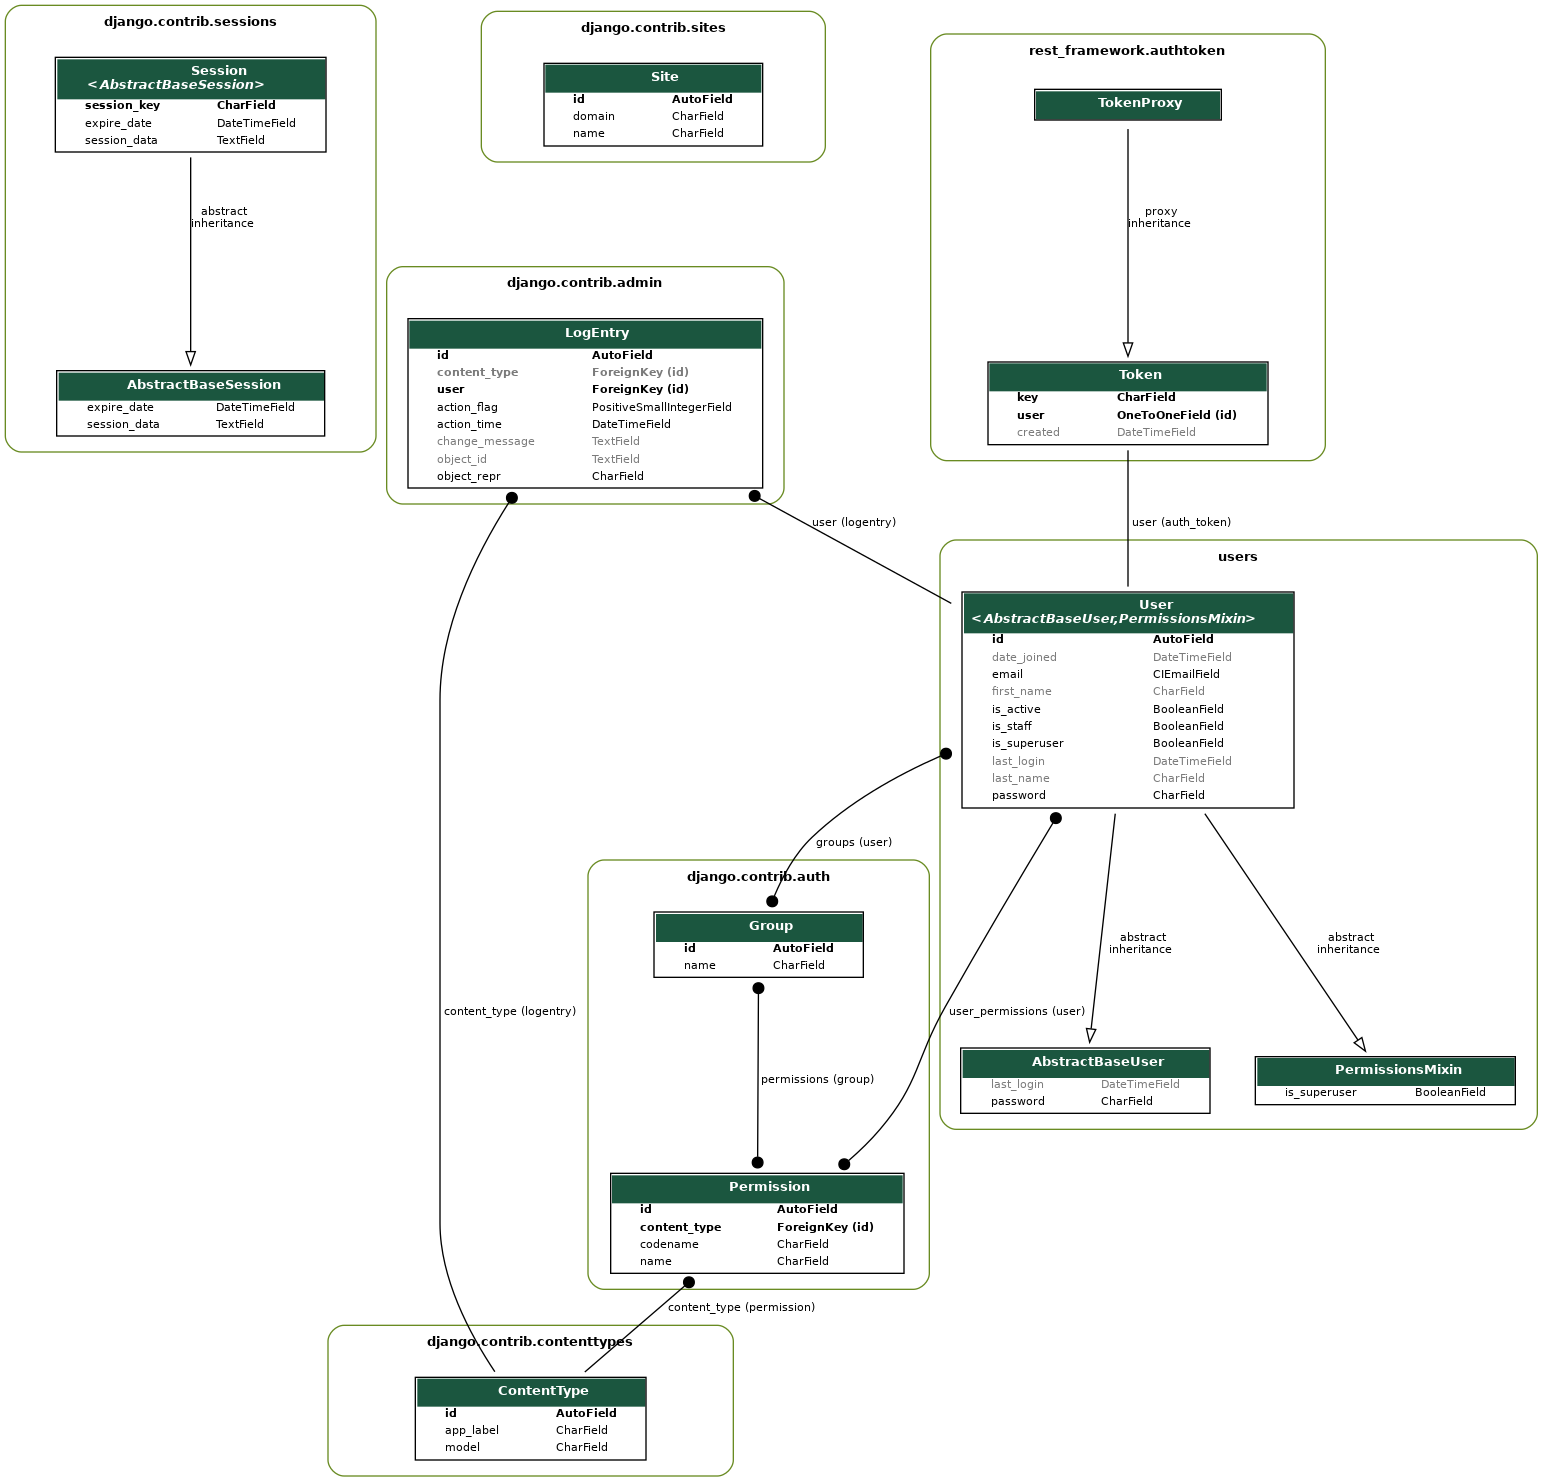 django.contrib.sessions
Session
<AbstractBaseSession>
session_key CharField
expire_date DateTimeField
session_data TextField
abstract
inheritance
AbstractBaseSession
expire_date DateTimeField
session_data TextField
django.contrib.sites
Site
id AutoField
domain CharField
name CharField
rest_framework.authtoken
TokenProxy
proxy
inheritance
Token
key CharField
user OneToOneField (id)
created DateTimeField
django.contrib.admin
LogEntry
id AutoField
content_type ForeignKey (id)
user ForeignKey (id)
action_flag PositiveSmallIntegerField
action_time DateTimeField
change_message TextField
object_id TextField
object_repr CharField
user (logentry)
user (auth_token)
users
User
<AbstractBaseUser,PermissionsMixin>
id AutoField
date_joined DateTimeField
email CIEmailField
first_name CharField
is_active BooleanField
is_staff BooleanField
is_superuser BooleanField
last_login DateTimeField
last_name CharField
password CharField
groups (user)
django.contrib.auth
Group
id AutoField
name CharField
abstract
inheritance
abstract
inheritance
content_type (logentry)
user_permissions (user)
AbstractBaseUser
last_login DateTimeField
password CharField
PermissionsMixin
is_superuser BooleanField
permissions (group)
Permission
id AutoField
content_type ForeignKey (id)
codename CharField
name CharField
content_type (permission)
django.contrib.contenttypes
ContentType
id AutoField
app_label CharField
model CharField